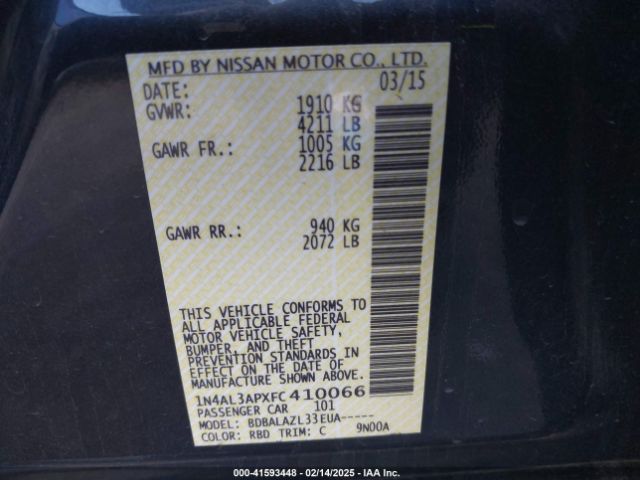 MFD BY NISSAN MOTOR CO., LTD.
DATE: 03/15
GVWR: 1910 KG
4211 LB
GAWR FR.: 1005 KG
2216 LB
GAWR RR.: 940 KG
2072 LB
THIS VEHICLE CONFORMS TO
ALL APPLICABLE FEDERAL
MOTOR VEHICLE SAFETY,
BUMPER, AND THEFT
PREVENTION STANDARDS IN
EFFECT ON THE DATE OF
MANUFACTURE SHOWN ABOVE.
1N4AL3APXFC410066
PASSENGER CAR 101
MODEL: BDBALAZL33EUA-----
COLOR: RBD TRIM: C 9N00A
000-41593448 - 02/14/2025 - IAAI.COM